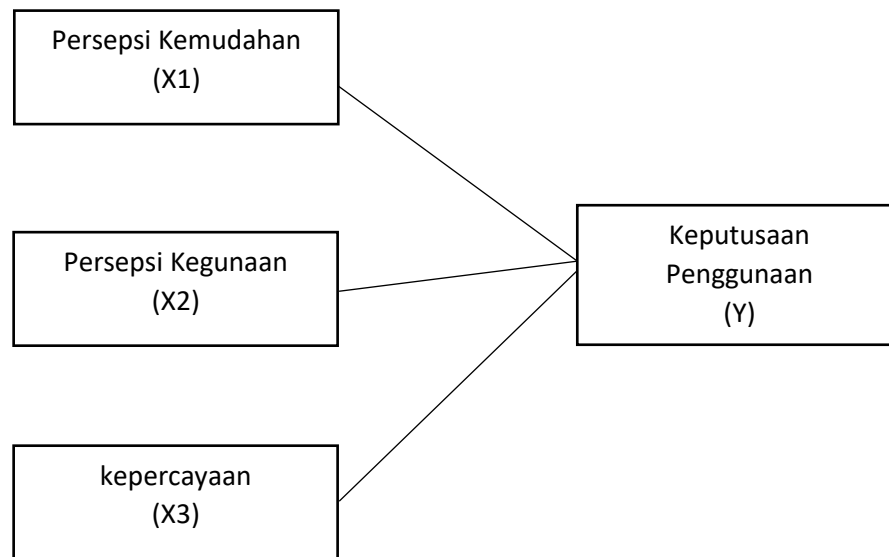 Persepsi Kemudahan
(X1)
Persepsi Kegunaan
(X2)
kepercayaan
(X3)
Keputusaan
Penggunaan
(Y)